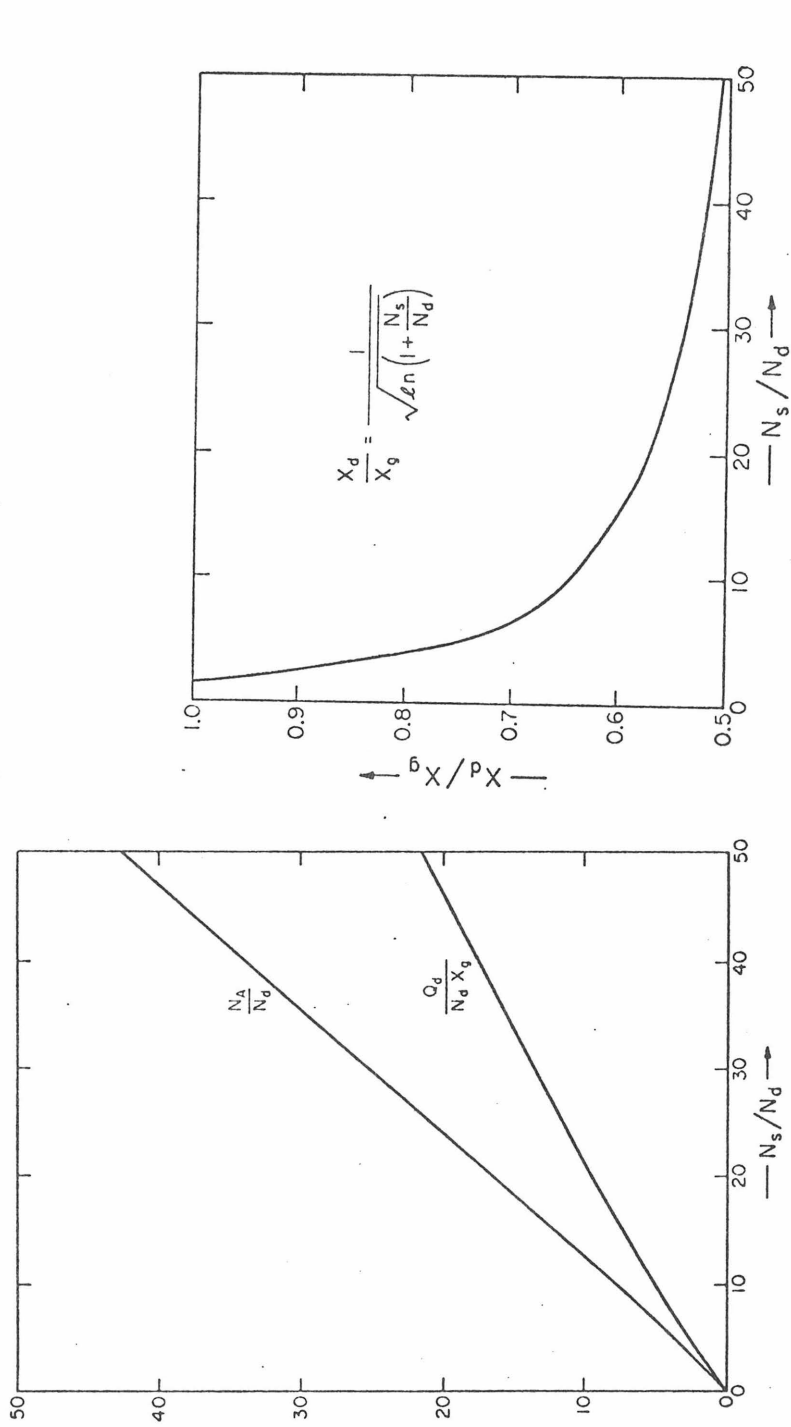 50
40
30
20
10
0
N_A/N_d
Q_d/N_d X_g
0 10 20 30 40 50
— N_s/N_d →
1.0
0.9
0.8
0.7
0.6
0.5
— X_d/X_g →
X_d/X_g = 1/√ℓn(1 + N_s/N_d)
0 10 20 30 40 50
— N_s/N_d →